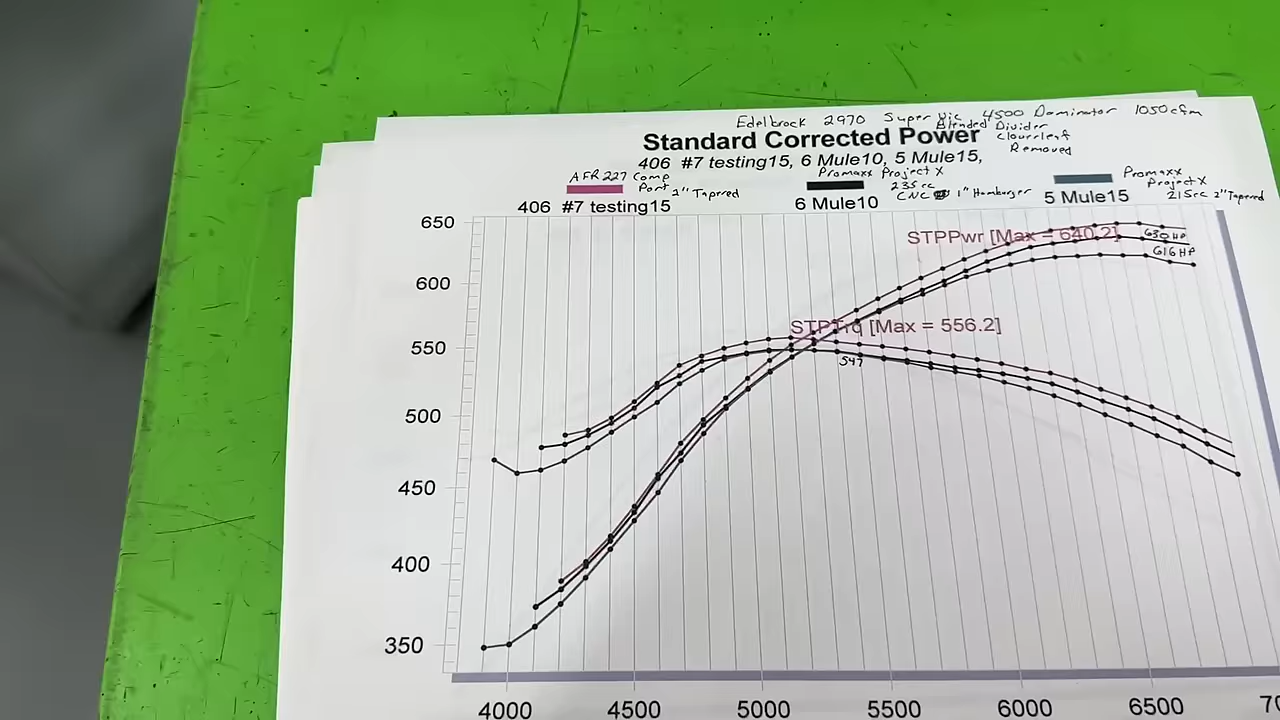 Edelbrock 2970 Super Vic 4500 Dominator 1050cfm
Blended Divider
Cloverleaf
Removed
Standard Corrected Power
406 #7 testing15, 6 Mule10, 5 Mule15,
AFR 227 Comp
Port 2" Tapered
Promaxx Project X
235cc
CNC 1" Hamburger
Promaxx
Project X
215cc 2" Tapered
406 #7 testing15 6 Mule10 5 Mule15
650
STPPwr [Max = 640.2]
630 HP
616 HP
600
STPTrq [Max = 556.2]
550
547
500
450
400
350
4000 4500 5000 5500 6000 6500